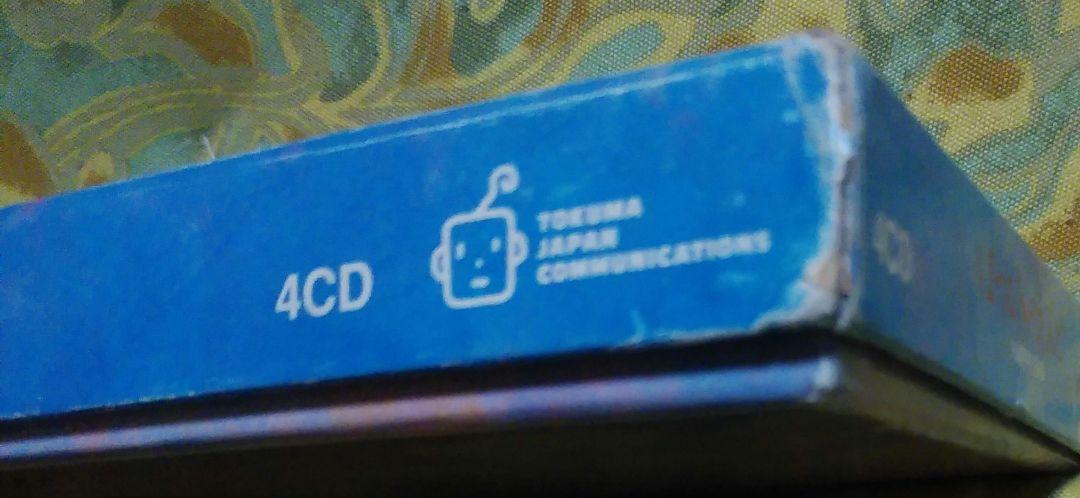 4CD
TOKUMA
JAPAN
COMMUNICATIONS
4CD